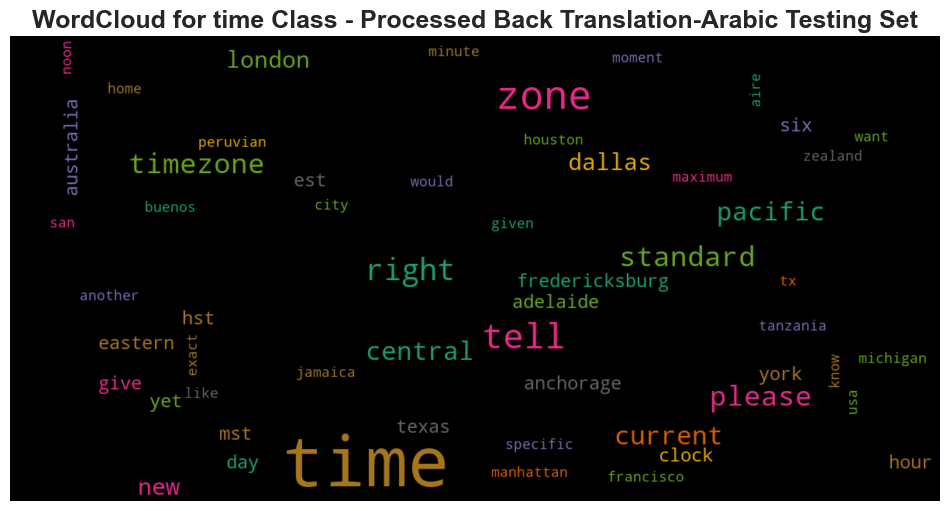 WordCloud for time Class - Processed Back Translation-Arabic Testing Set
noon
london
minute
moment
home
zone
aire
australia
six
peruvian
houston
want
timezone
dallas
zealand
est
would
maximum
buenos
city
san
given
pacific
right
standard
fredericksburg
tx
another
adelaide
hst
tell
tanzania
eastern
exact
central
michigan
give
jamaica
anchorage
york
know
yet
like
please
usa
mst
texas
current
day
time
specific
clock
hour
new
manhattan
francisco